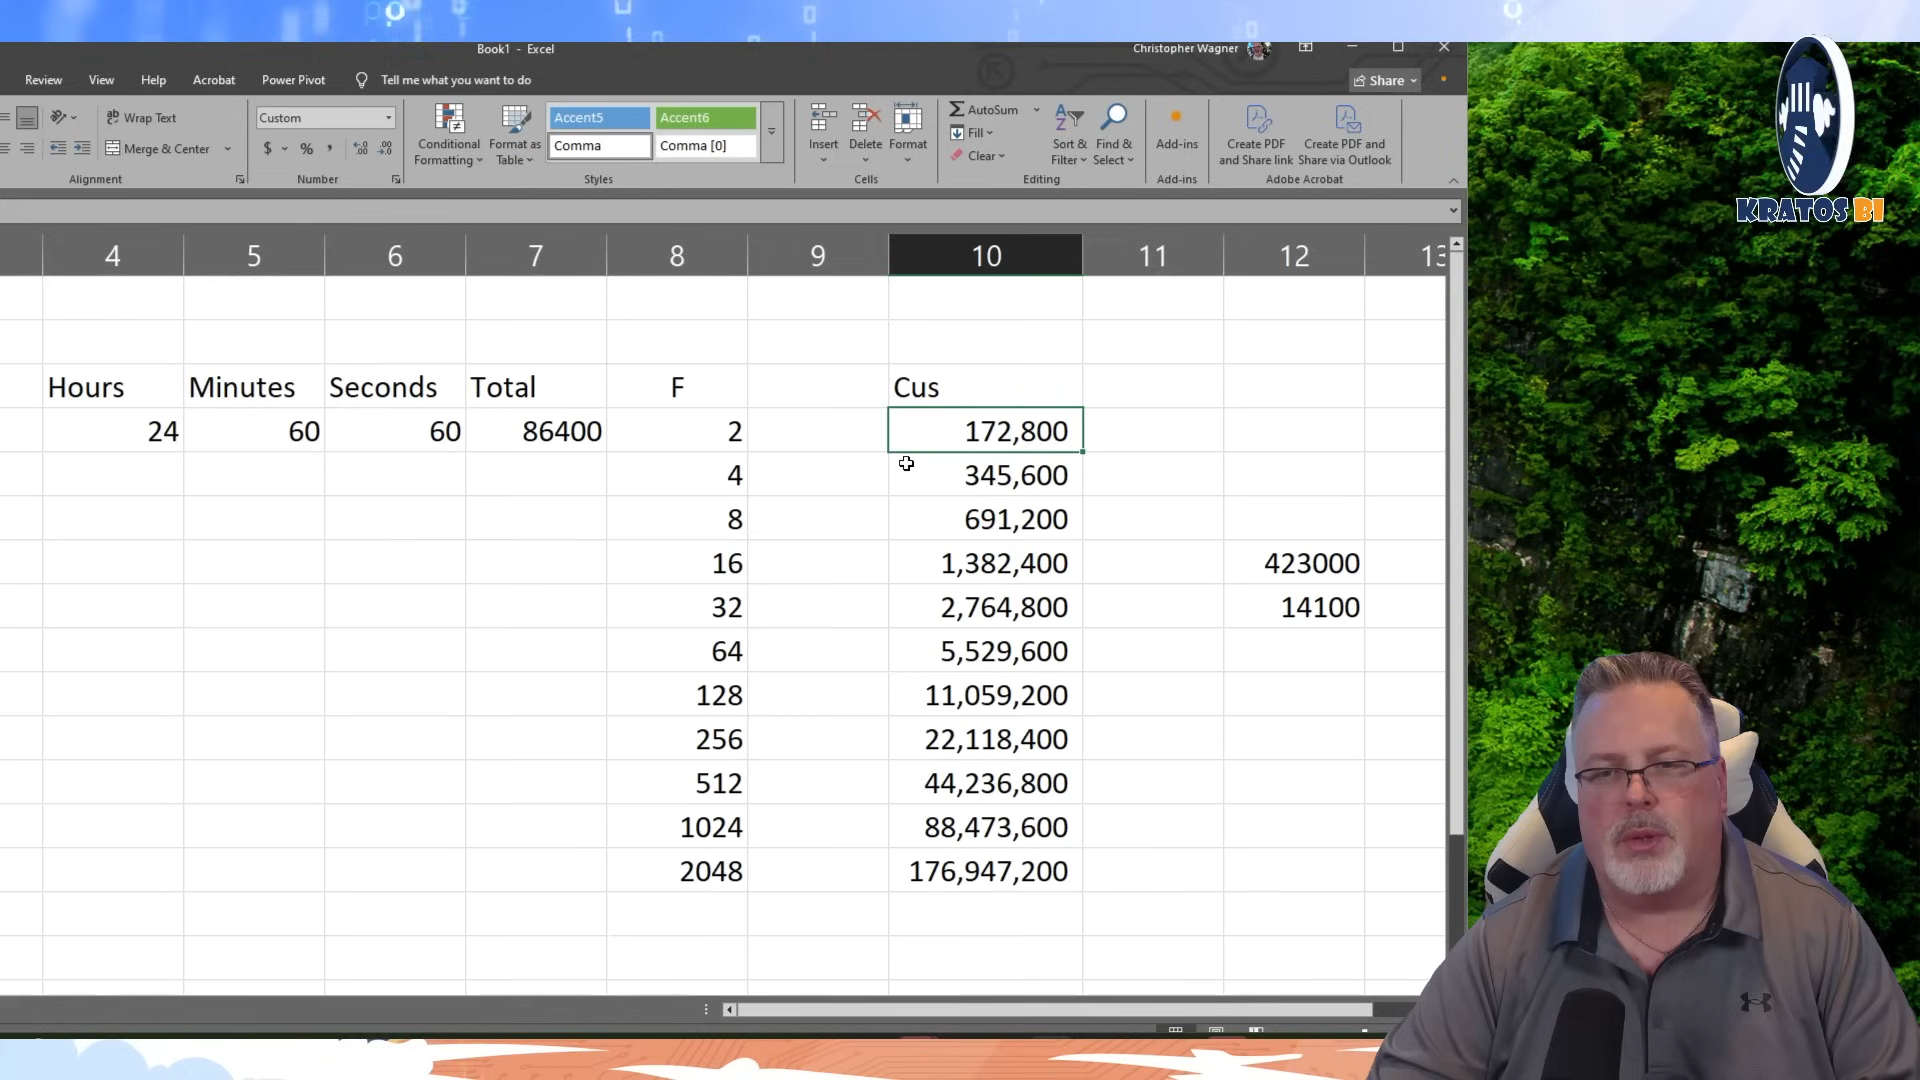 Book1 - Excel
Christopher Wagner
Review View Help Acrobat Power Pivot Tell me what you want to do
Share
Wrap Text
Merge & Center
Alignment
Custom
$ % ,
Number
Conditional Formatting
Format as Table
Accent5
Accent6
Comma
Comma [0]
Styles
Insert
Delete
Format
Cells
AutoSum
Fill
Clear
Sort & Filter
Find & Select
Editing
Add-ins
Add-ins
Create PDF and Share link
Create PDF and Share via Outlook
Adobe Acrobat
KRATOS BI
4 5 6 7 8 9 10 11 12 13
Hours Minutes Seconds Total F Cus
24 60 60 86400 2 172,800
4 345,600
8 691,200
16 1,382,400 423000
32 2,764,800 14100
64 5,529,600
128 11,059,200
256 22,118,400
512 44,236,800
1024 88,473,600
2048 176,947,200